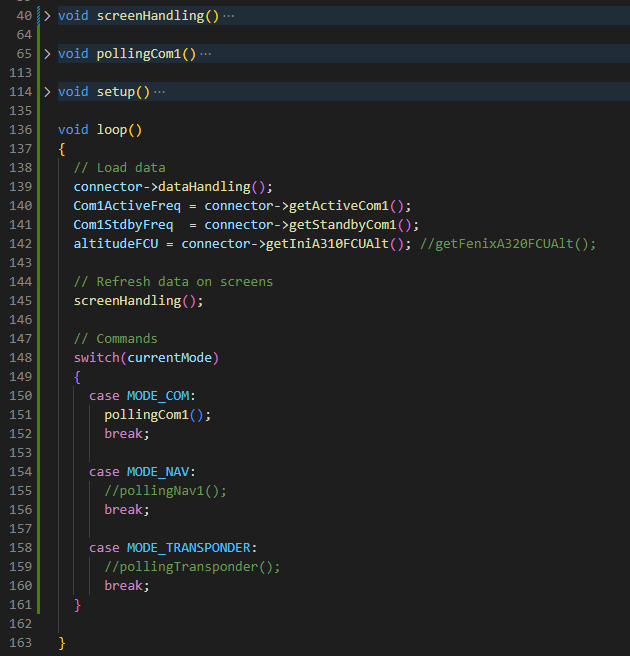 40 void screenHandling() ···
64
65 void pollingCom1() ···
113
114 void setup() ···
135
136 void loop()
137 {
138   // Load data
139   connector->dataHandling();
140   Com1ActiveFreq = connector->getActiveCom1();
141   Com1StdbyFreq  = connector->getStandbyCom1();
142   altitudeFCU = connector->getIniA310FCUAlt(); //getFenixA320FCUAlt();
143
144   // Refresh data on screens
145   screenHandling();
146
147   // Commands
148   switch(currentMode)
149   {
150     case MODE_COM:
151       pollingCom1();
152       break;
153
154     case MODE_NAV:
155       //pollingNav1();
156       break;
157
158     case MODE_TRANSPONDER:
159       //pollingTransponder();
160       break;
161   }
162
163 }